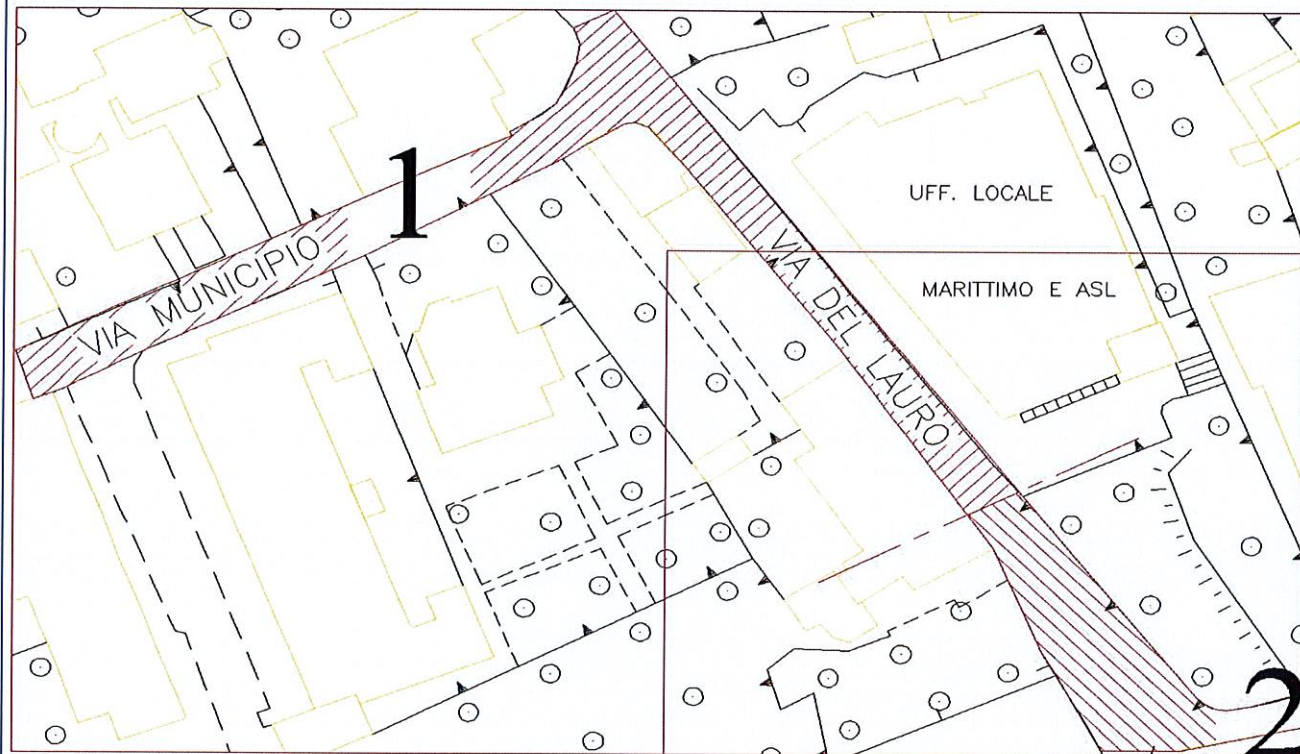 1
UFF. LOCALE
VIA MUNICIPIO
MARITTIMO E ASL
VIA DEL LAURO
2